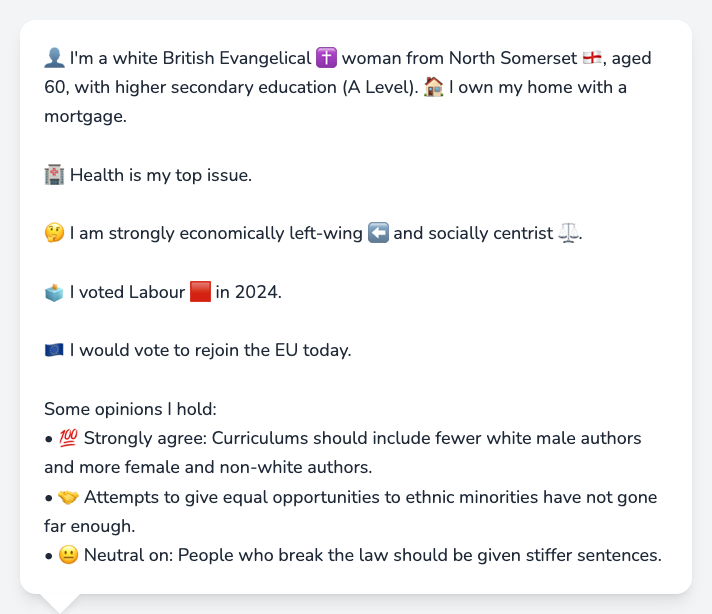 👤 I'm a white British Evangelical ✝️ woman from North Somerset 🏴󠁧󠁢󠁥󠁮󠁧󠁿, aged
60, with higher secondary education (A Level). 🏠 I own my home with a
mortgage.
🏥 Health is my top issue.
🤔 I am strongly economically left-wing ⬅️ and socially centrist ⚖️.
🗳️ I voted Labour 🟥 in 2024.
🇪🇺 I would vote to rejoin the EU today.
Some opinions I hold:
• 💯 Strongly agree: Curriculums should include fewer white male authors
and more female and non-white authors.
• 🤝 Attempts to give equal opportunities to ethnic minorities have not gone
far enough.
• 😐 Neutral on: People who break the law should be given stiffer sentences.